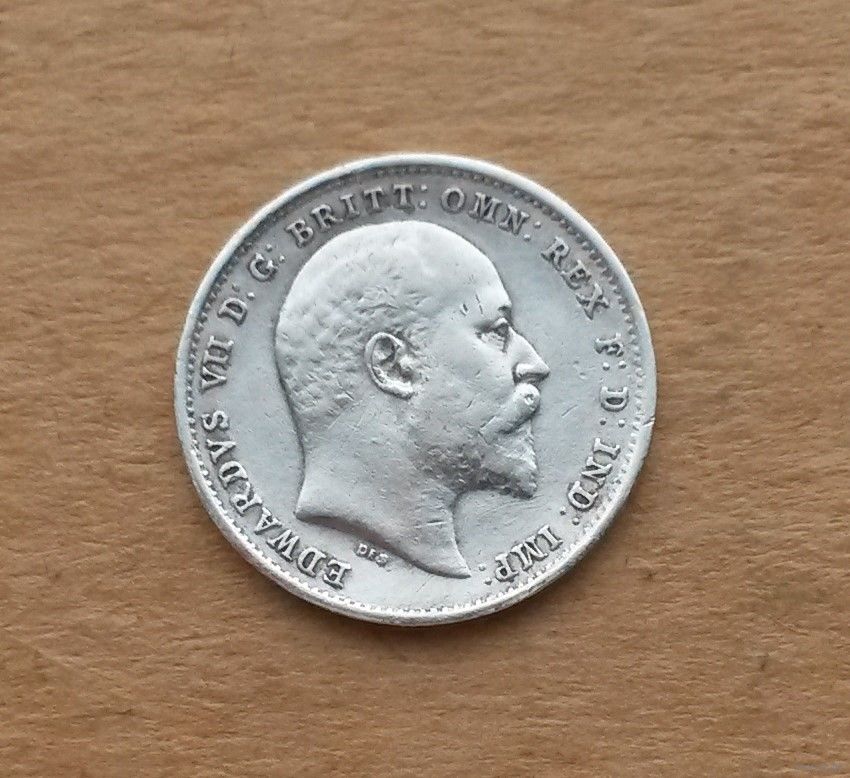 EDWARDVS VII D: G: BRITT: OMN: REX F: D: IND: IMP:
DES.